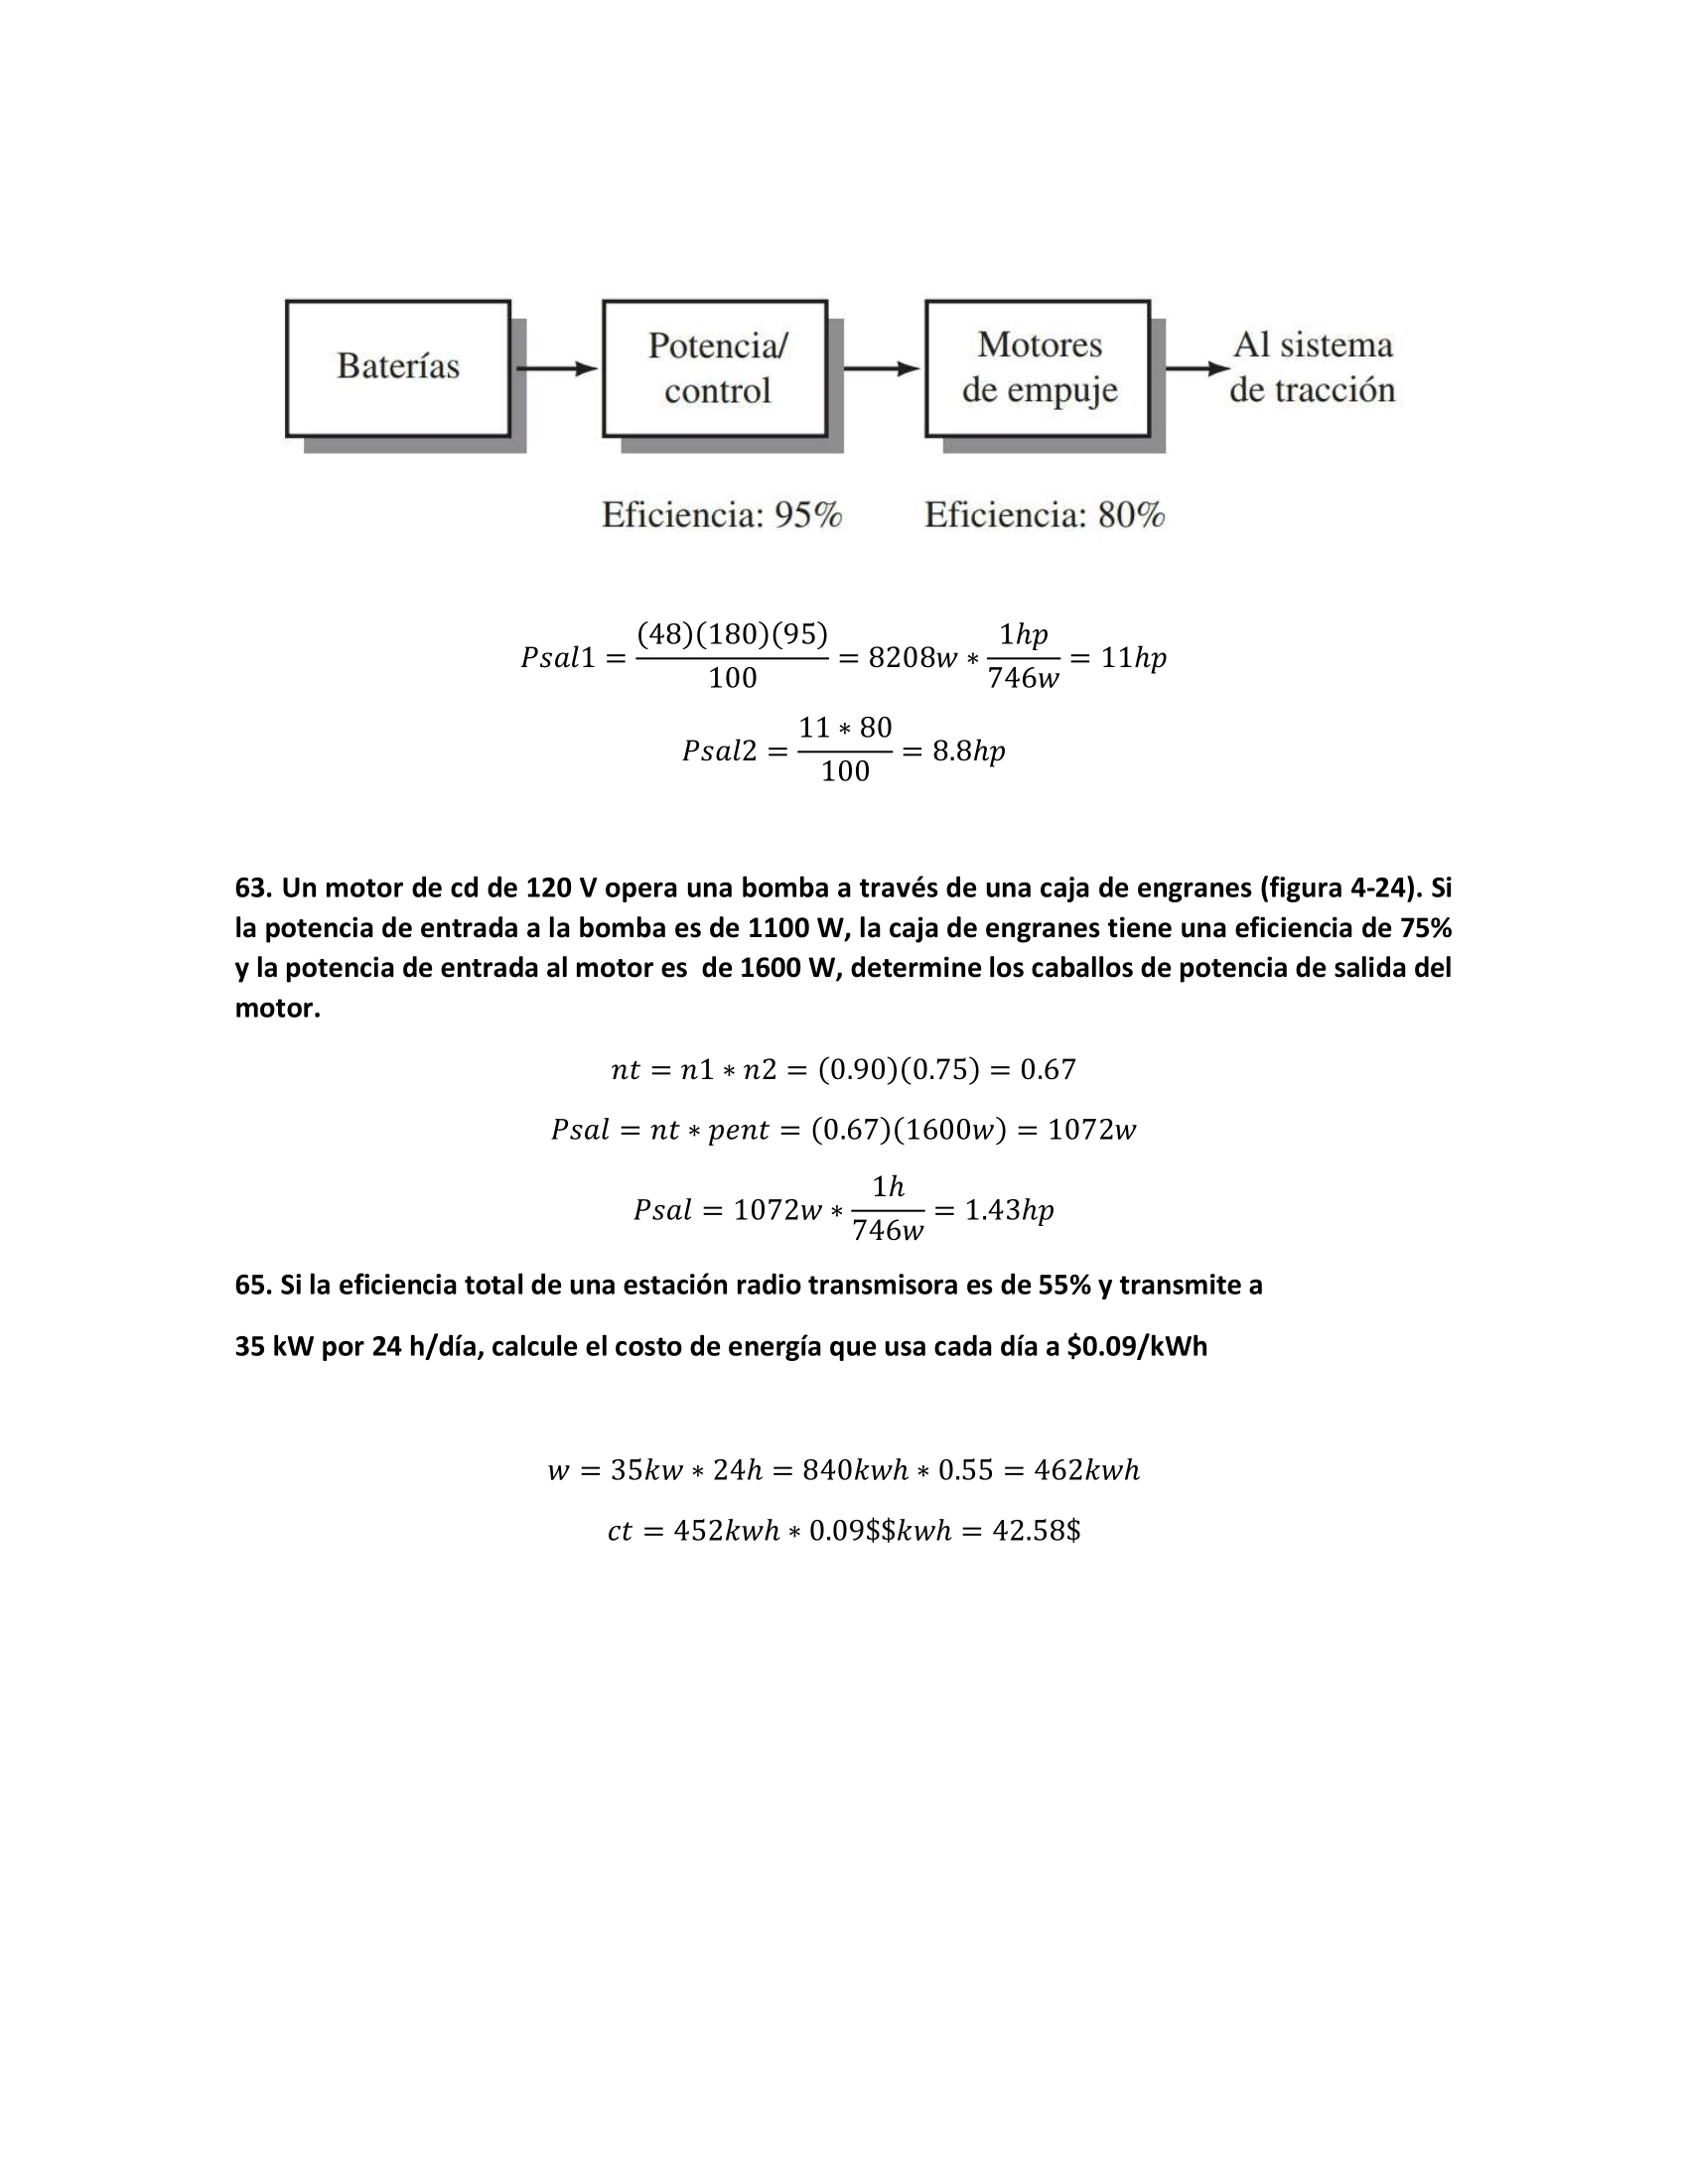 Baterías
Potencia/
control
Motores
de empuje
Al sistema
de tracción
Eficiencia: 95%
Eficiencia: 80%
Psal1 = (48)(180)(95)/100 = 8208w ∗ 1hp/746w = 11hp
Psal2 = 11 ∗ 80/100 = 8.8hp
63. Un motor de cd de 120 V opera una bomba a través de una caja de engranes (figura 4-24). Si
la potencia de entrada a la bomba es de 1100 W, la caja de engranes tiene una eficiencia de 75%
y la potencia de entrada al motor es  de 1600 W, determine los caballos de potencia de salida del
motor.
nt = n1 ∗ n2 = (0.90)(0.75) = 0.67
Psal = nt ∗ pent = (0.67)(1600w) = 1072w
Psal = 1072w ∗ 1h/746w = 1.43hp
65. Si la eficiencia total de una estación radio transmisora es de 55% y transmite a
35 kW por 24 h/día, calcule el costo de energía que usa cada día a $0.09/kWh
w = 35kw ∗ 24h = 840kwh ∗ 0.55 = 462kwh
ct = 452kwh ∗ 0.09$$kwh = 42.58$